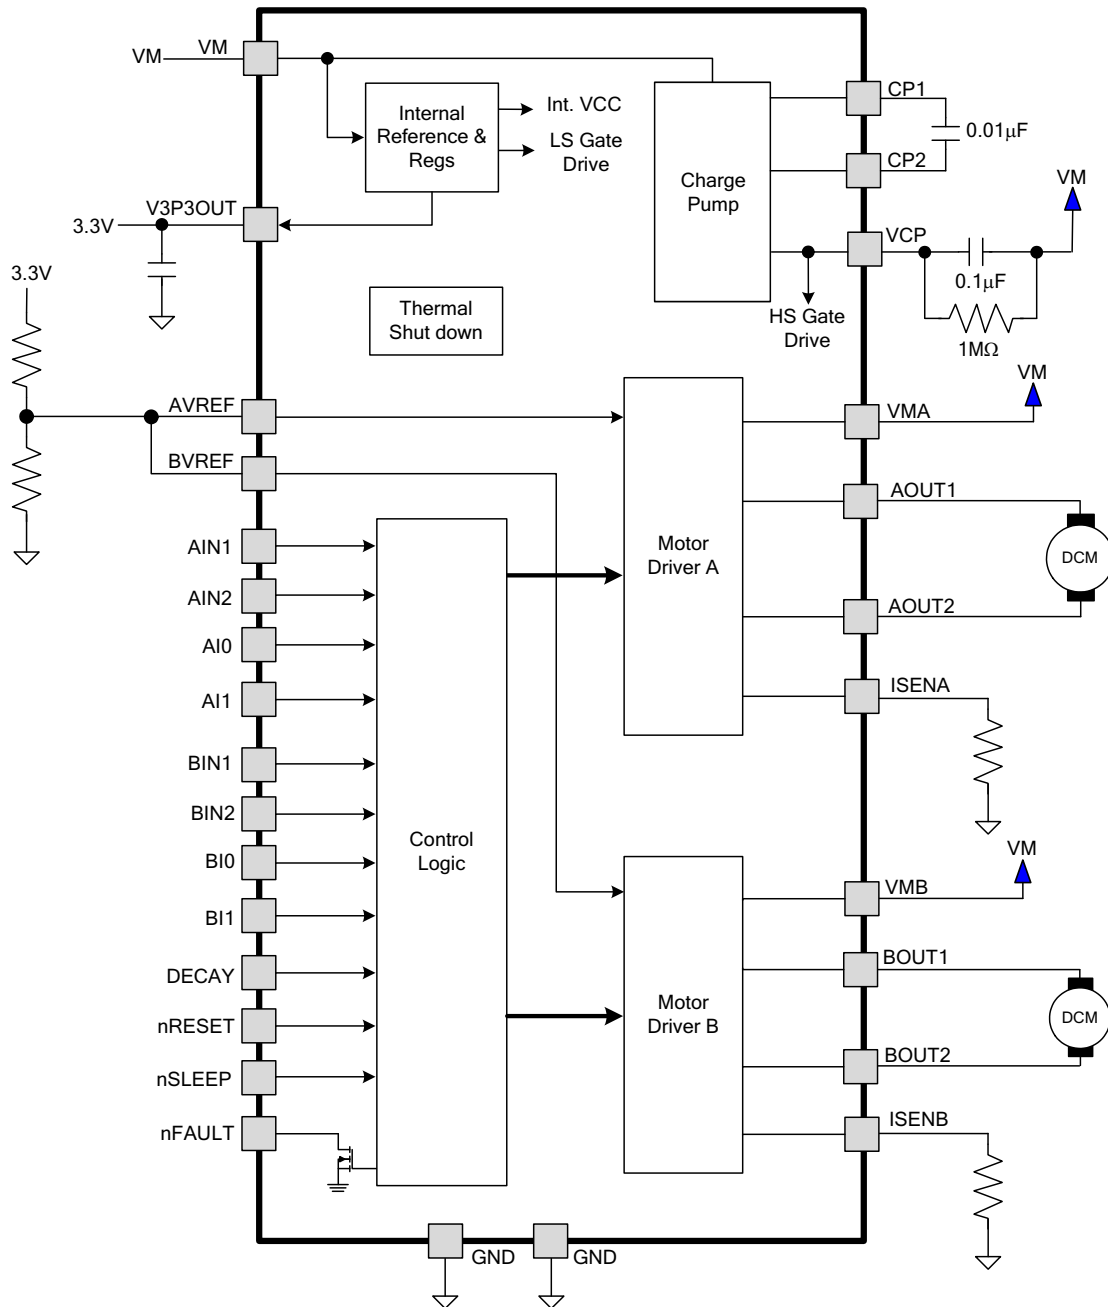 VM
VM
Internal
Reference &
Regs
Int. VCC
LS Gate
Drive
Charge
Pump
CP1
0.01µF
CP2
VM
V3P3OUT
3.3V
VCP
0.1µF
1MΩ
HS Gate
Drive
3.3V
Thermal
Shut down
VM
AVREF
VMA
BVREF
AOUT1
AIN1
Motor
Driver A
DCM
AIN2
AOUT2
AI0
AI1
ISENA
BIN1
BIN2
Control
Logic
BI0
VM
VMB
BI1
BOUT1
DECAY
Motor
Driver B
DCM
nRESET
BOUT2
nSLEEP
nFAULT
ISENB
GND
GND